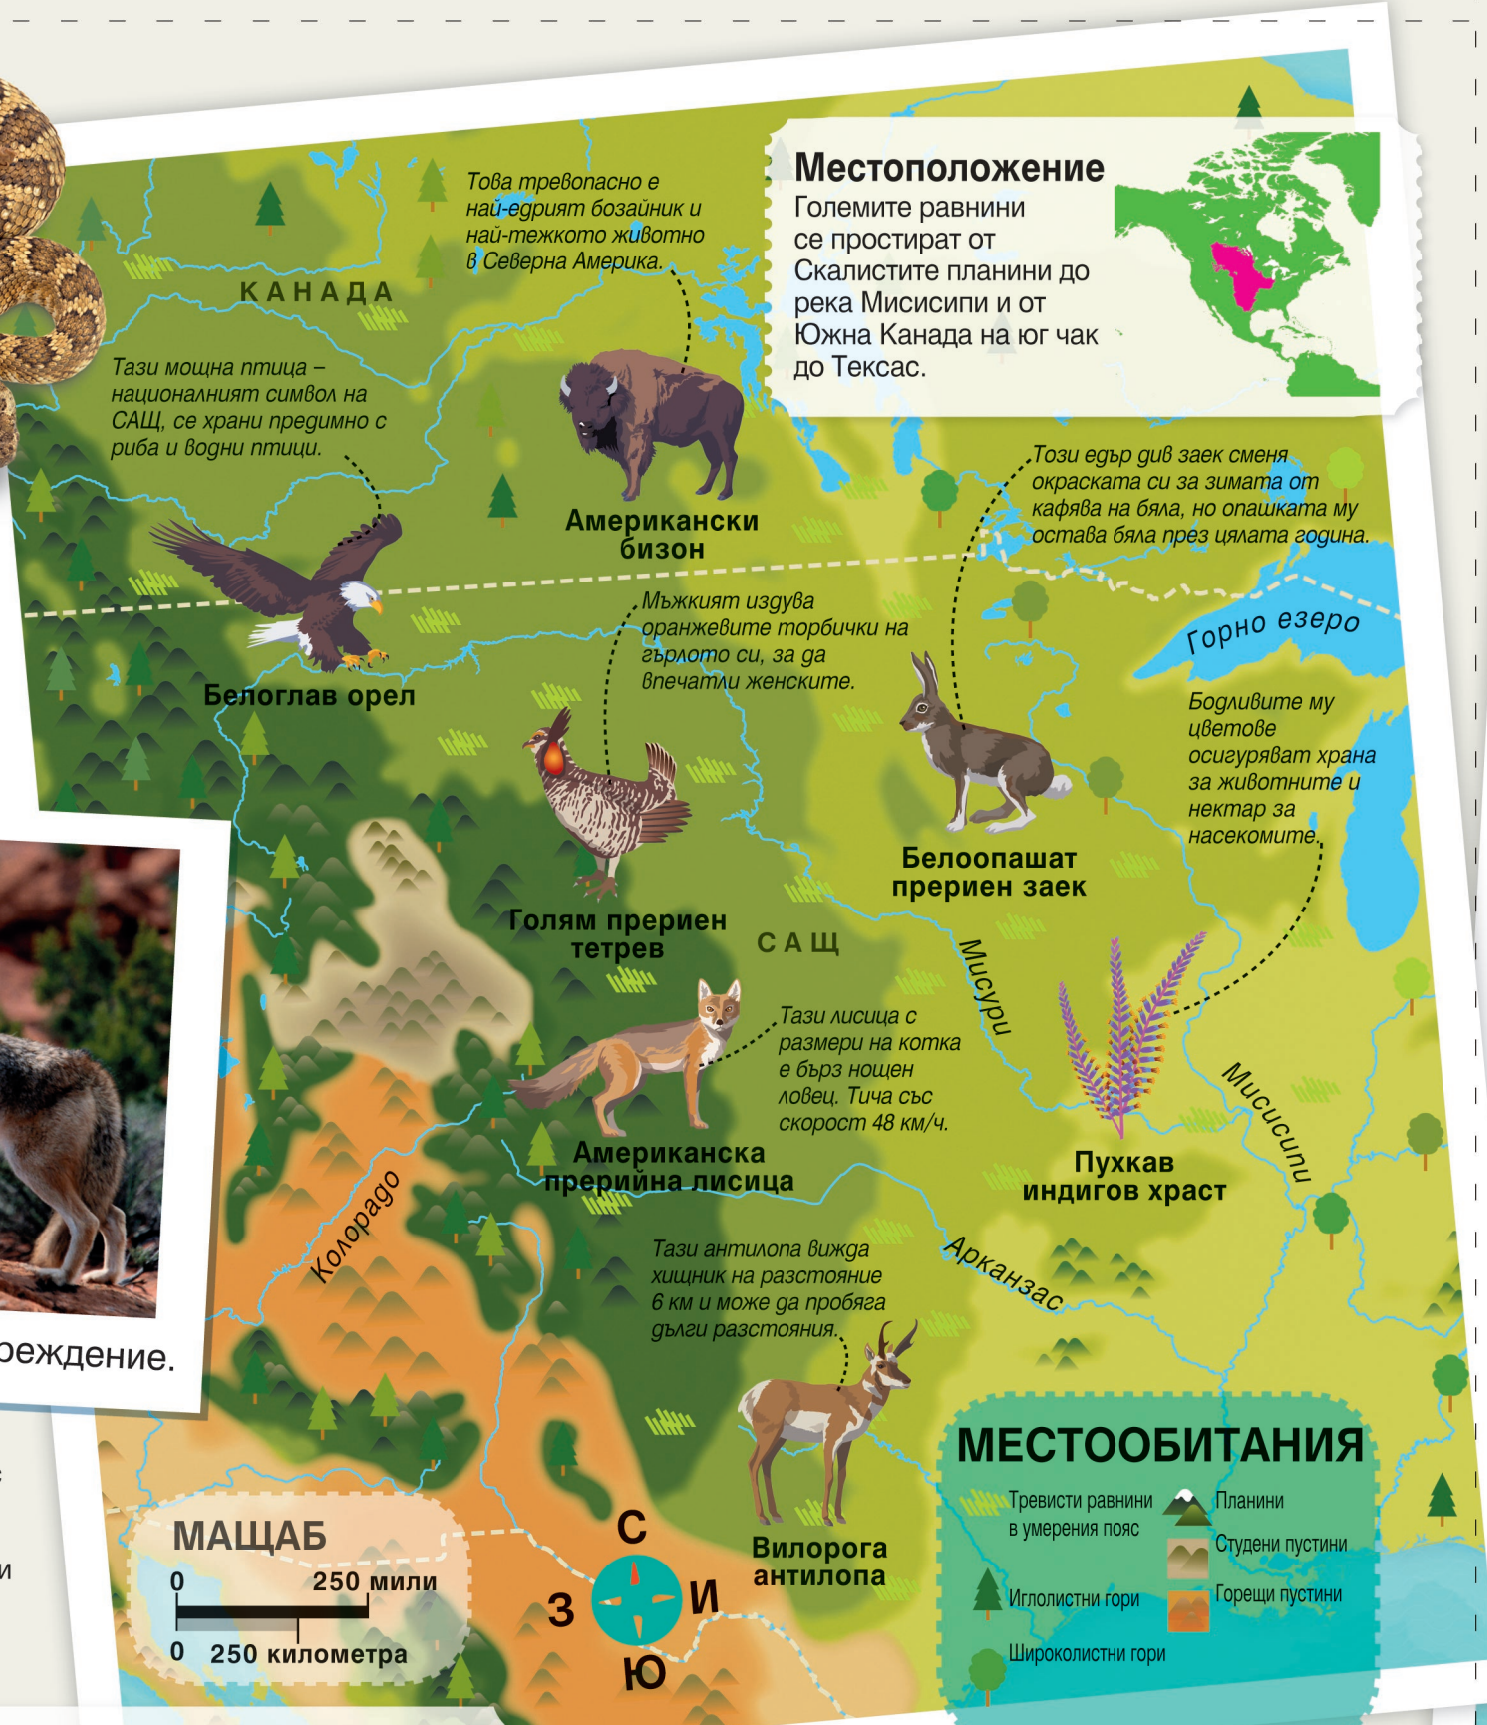 Местоположение
Големите равнини
се простират от
Скалистите планини до
река Мисисипи и от
Южна Канада на юг чак
до Тексас.
Това тревопасно е
най-едрият бозайник и
най-тежкото животно
в Северна Америка.
КАНАДА
Тази мощна птица –
националният символ на
САЩ, се храни предимно с
риба и водни птици.
Американски
бизон
Този едър див заек сменя
окраската си за зимата от
кафява на бяла, но опашката му
остава бяла през цялата година.
Белоглав орел
Мъжкият издува
оранжевите торбички на
гърлото си, за да
впечатли женските.
Горно езеро
Бодливите му
цветове
осигуряват храна
за животните и
нектар за
насекомите.
Белоопашат
прериен заек
Голям прериен
тетрев
САЩ
Мисури
Тази лисица с
размери на котка
е бърз нощен
ловец. Тича със
скорост 48 км/ч.
Американска
прерийна лисица
Мисисипи
Пухкав
индигов храст
Колорадо
Арканзас
Тази антилопа вижда
хищник на разстояние
6 км и може да пробяга
дълги разстояния.
Вилорога
антилопа
реждение.
с
и
МАЩАБ
0 250 мили
0 250 километра
С
З И
Ю
МЕСТООБИТАНИЯ
Тревисти равнини
в умерения пояс
Иглолистни гори
Широколистни гори
Планини
Студени пустини
Горещи пустини